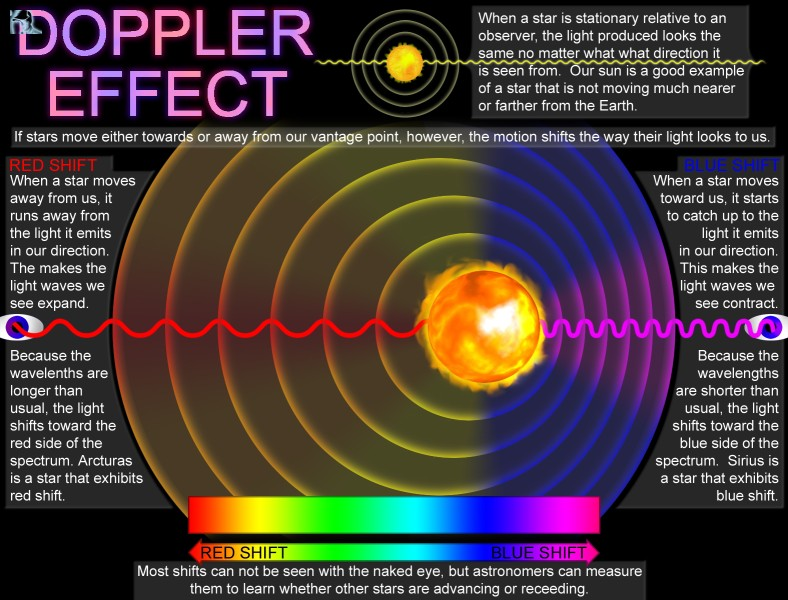 DOPPLER
EFFECT
When a star is stationary relative to an
observer, the light produced looks the
same no matter what what direction it
is seen from.  Our sun is a good example
of a star that is not moving much nearer
or farther from the Earth.
If stars move either towards or away from our vantage point, however, the motion shifts the way their light looks to us.
RED SHIFT
When a star moves
away from us, it
runs away from
the light it emits
in our direction.
The makes the
light waves we
see expand.
Because the
wavelenths are
longer than
usual, the light
shifts toward the
red side of the
spectrum. Arcturas
is a star that exhibits
red shift.
BLUE SHIFT
When a star moves
toward us, it starts
to catch up to the
light it emits
in our direction.
This makes the
light waves we
see contract.
Because the
wavelengths
are shorter than
usual, the light
shifts toward the
blue side of the
spectrum.  Sirius is
a star that exhibits
blue shift.
RED SHIFT
BLUE SHIFT
Most shifts can not be seen with the naked eye, but astronomers can measure
them to learn whether other stars are advancing or receeding.